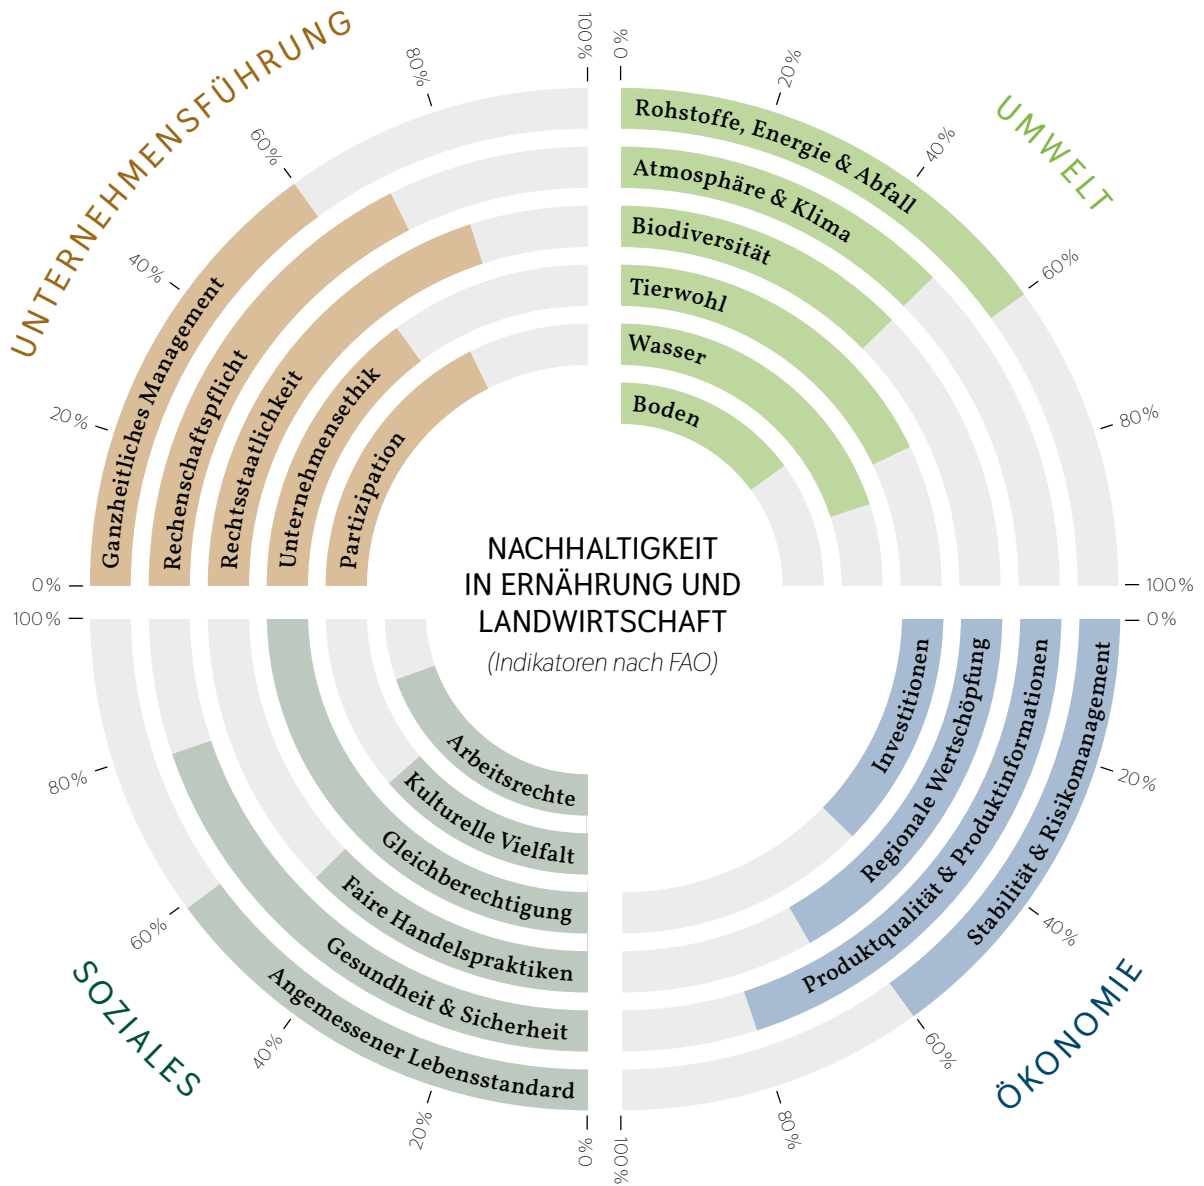 UNTERNEHMENSFÜHRUNG
0%
20%
40%
60%
80%
100%
Ganzheitliches Management
Rechenschaftspflicht
Rechtsstaatlichkeit
Unternehmensethik
Partizipation
UMWELT
0%
20%
40%
60%
80%
100%
Rohstoffe, Energie & Abfall
Atmosphäre & Klima
Biodiversität
Tierwohl
Wasser
Boden
NACHHALTIGKEIT
IN ERNÄHRUNG UND
LANDWIRTSCHAFT
(Indikatoren nach FAO)
SOZIALES
0%
20%
40%
60%
80%
100%
Arbeitsrechte
Kulturelle Vielfalt
Gleichberechtigung
Faire Handelspraktiken
Gesundheit & Sicherheit
Angemessener Lebensstandard
ÖKONOMIE
0%
20%
40%
60%
80%
100%
Investitionen
Regionale Wertschöpfung
Produktqualität & Produktinformationen
Stabilität & Risikomanagement